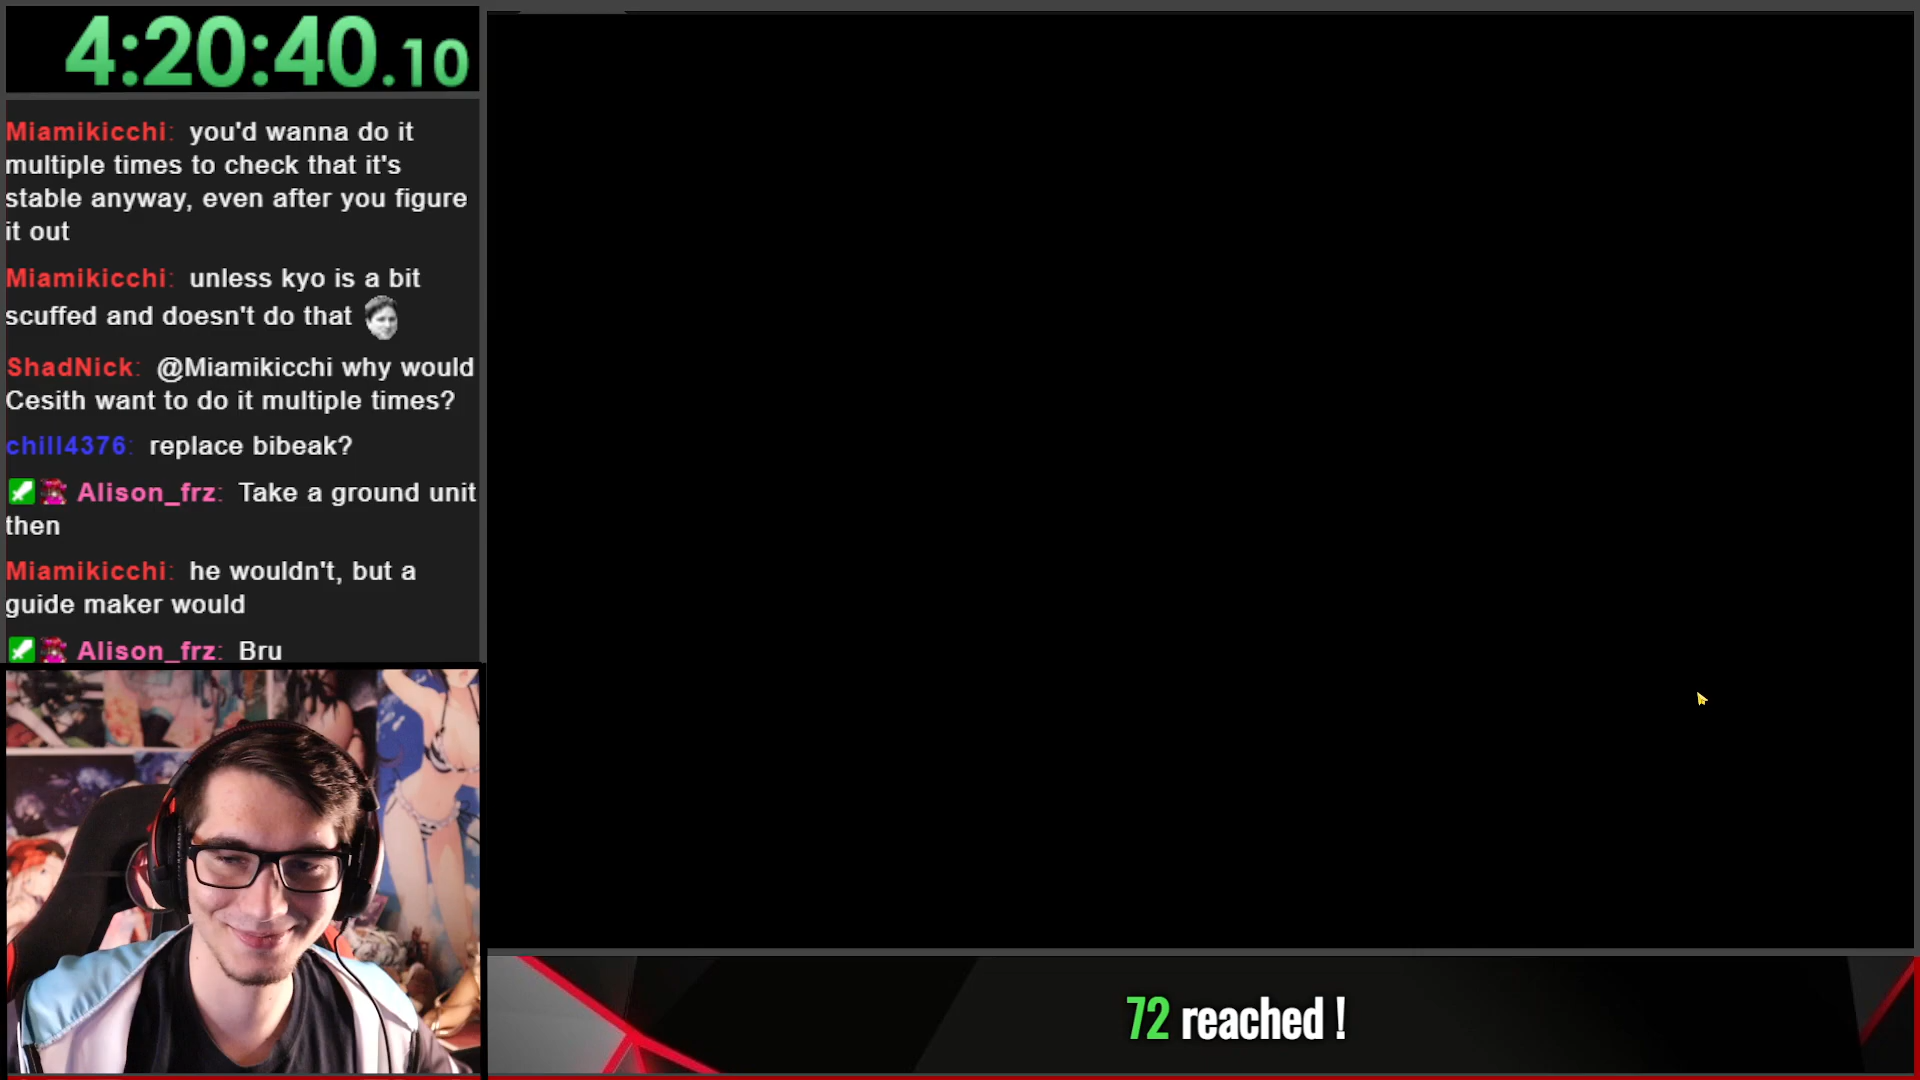 4:20:40.10
Miamikicchi: you'd wanna do it
multiple times to check that it's
stable anyway, even after you figure
it out
Miamikicchi: unless kyo is a bit
scuffed and doesn't do that
ShadNick: @Miamikicchi why would
Cesith want to do it multiple times?
chill4376: replace bibeak?
Alison_frz: Take a ground unit
then
Miamikicchi: he wouldn't, but a
guide maker would
Alison_frz: Bru
72 reached !